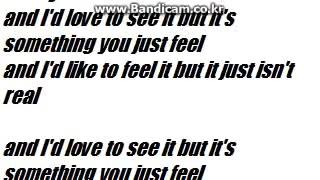 www.Bandicam.co.kr
and I'd love to see it but it's
something you just feel
and I'd like to feel it but it just isn't
real
and I'd love to see it but it's
something you just feel